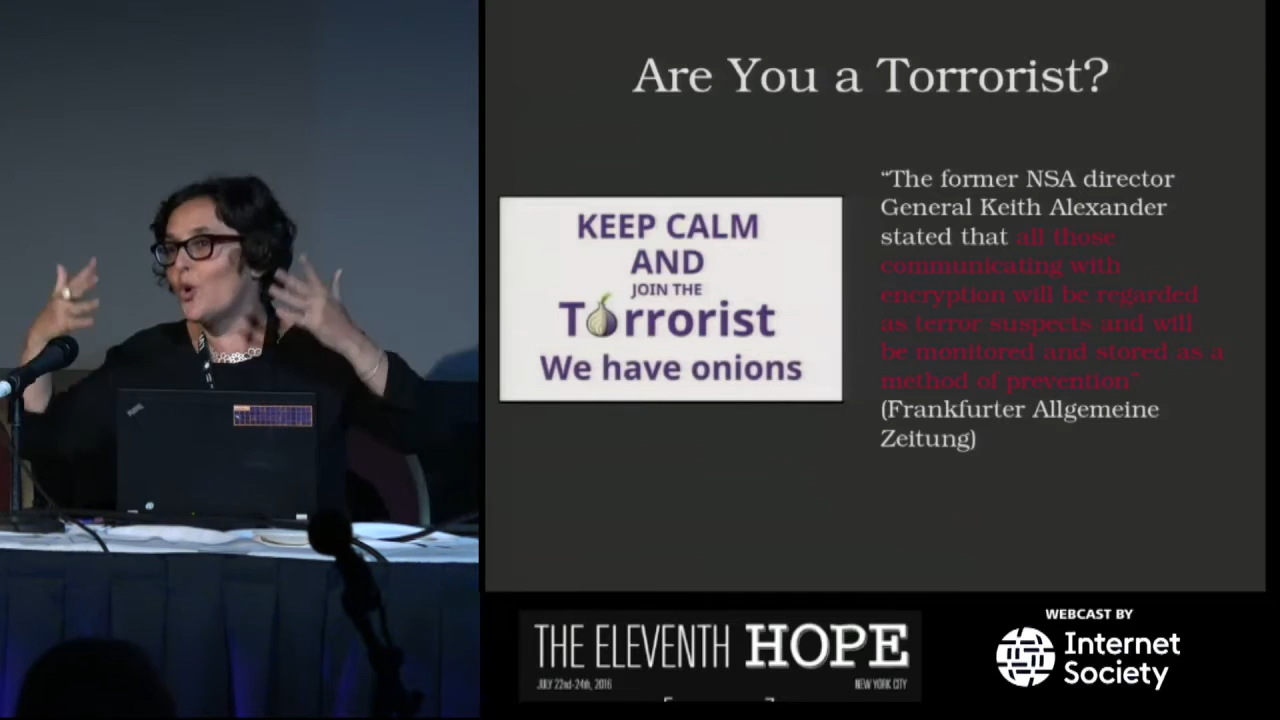 Are You a Torrorist?
KEEP CALM
AND
JOIN THE
Torrorist
We have onions
“The former NSA director
General Keith Alexander
stated that all those
communicating with
encryption will be regarded
as terror suspects and will
be monitored and stored as a
method of prevention”
(Frankfurter Allgemeine
Zeitung)
THE ELEVENTH HOPE
JULY 22nd-24th, 2016 NEW YORK CITY
WEBCAST BY
Internet
Society